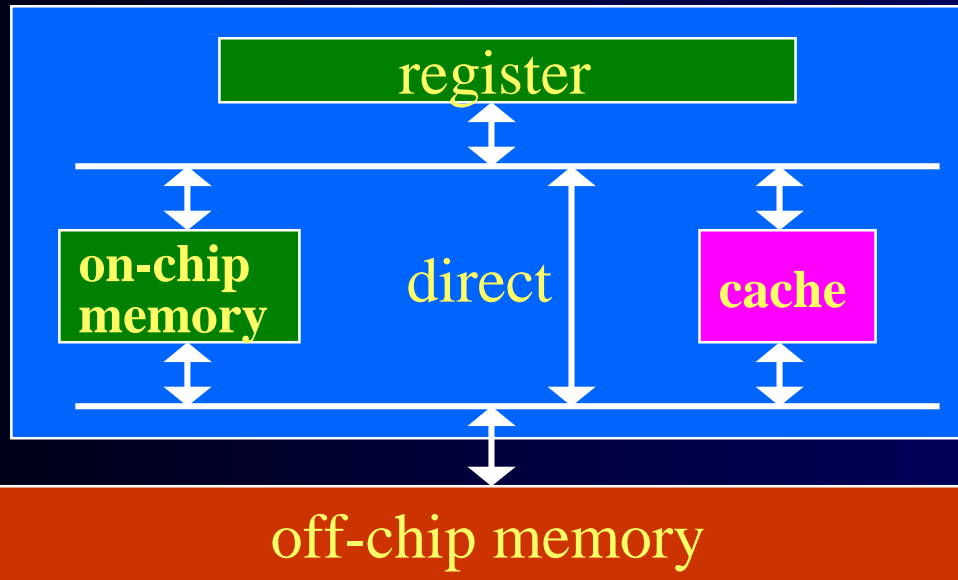 register
on-chip
memory
direct
cache
off-chip memory